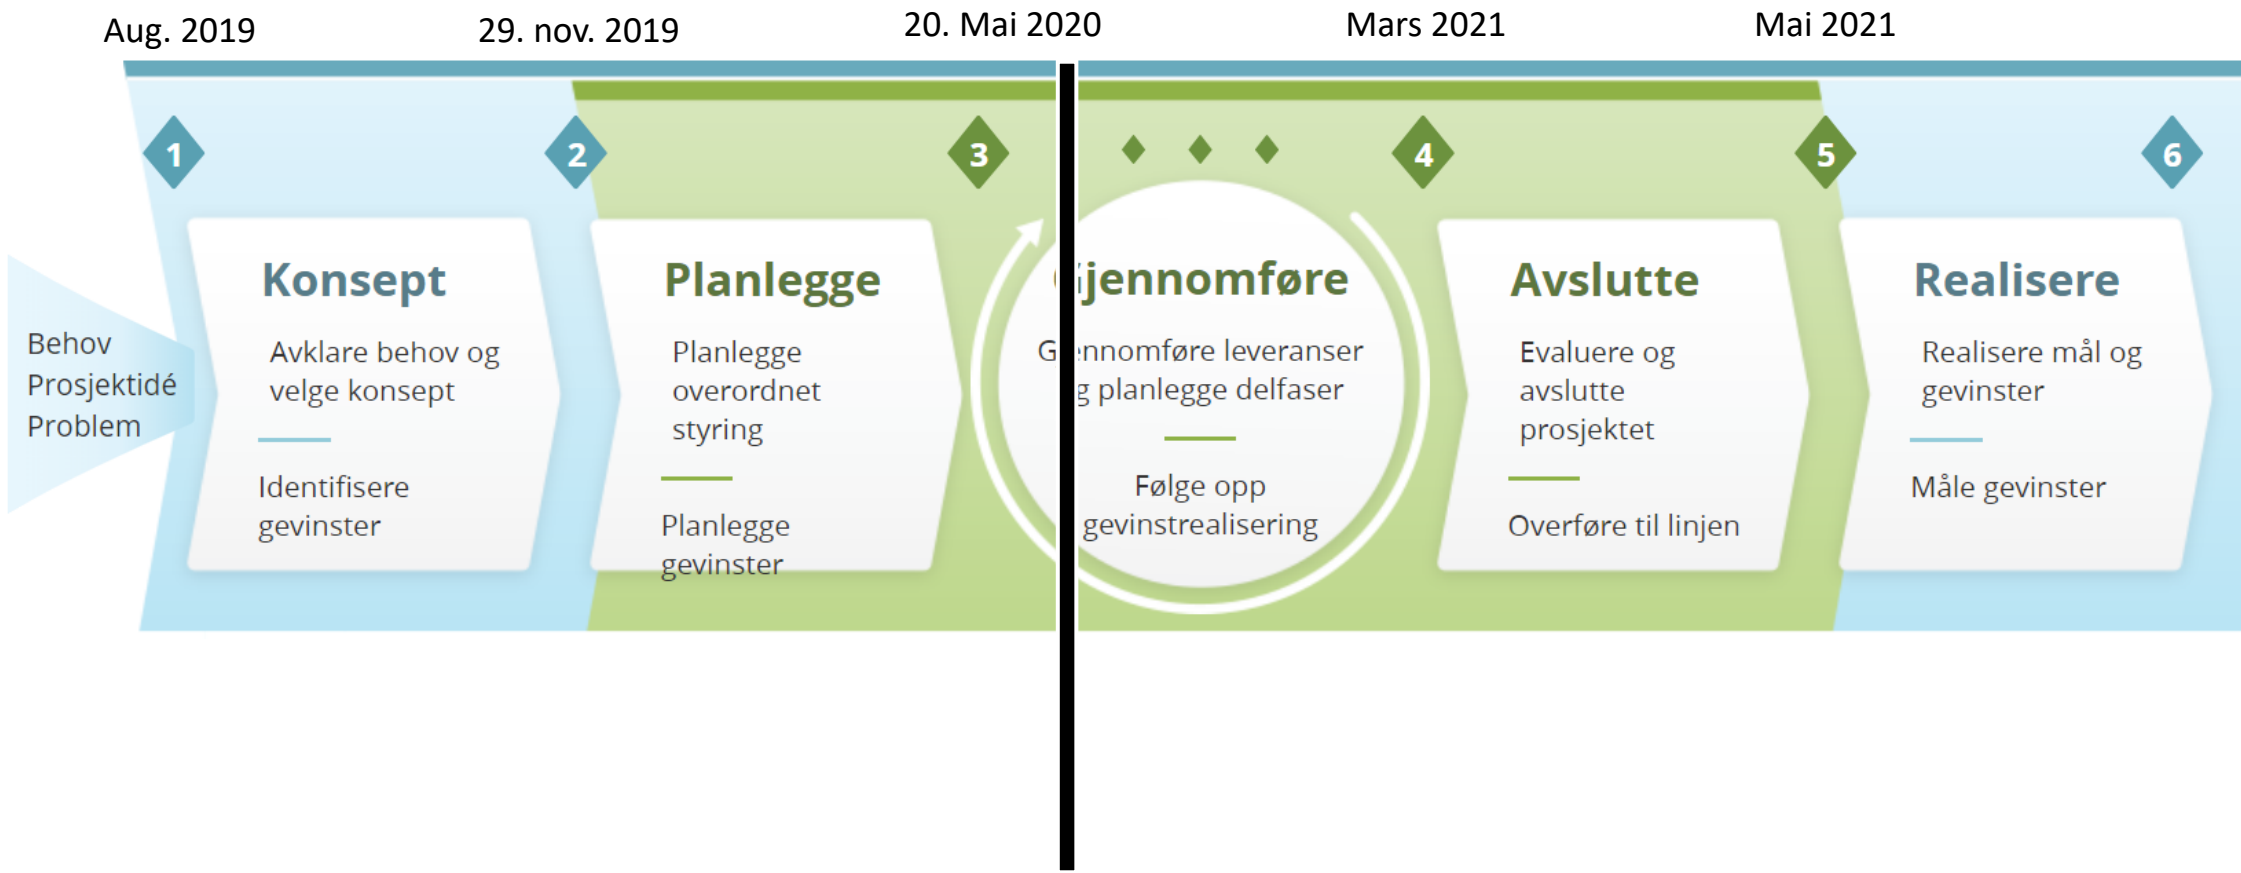 Aug. 2019
29. nov. 2019
20. Mai 2020
Mars 2021
Mai 2021
1
2
3
4
5
6
Behov
Prosjektidé
Problem
Konsept
Avklare behov og
velge konsept
Identifisere
gevinster
Planlegge
Planlegge
overordnet
styring
Planlegge
gevinster
jennomføre
G ennomføre leveranser
g planlegge delfaser
Følge opp
gevinstrealisering
Avslutte
Evaluere og
avslutte
prosjektet
Overføre til linjen
Realisere
Realisere mål og
gevinster
Måle gevinster